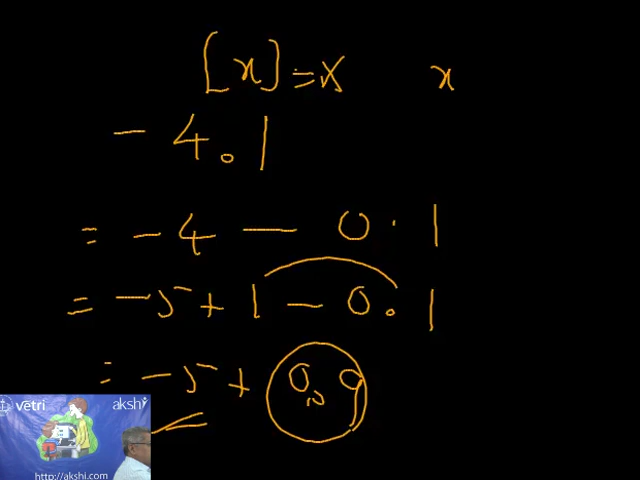 [x] = x x
- 4.1
= -4 - 0.1
= -5 + 1 - 0.1
= -5 + 0.9
vetri akshi
http://akshi.com